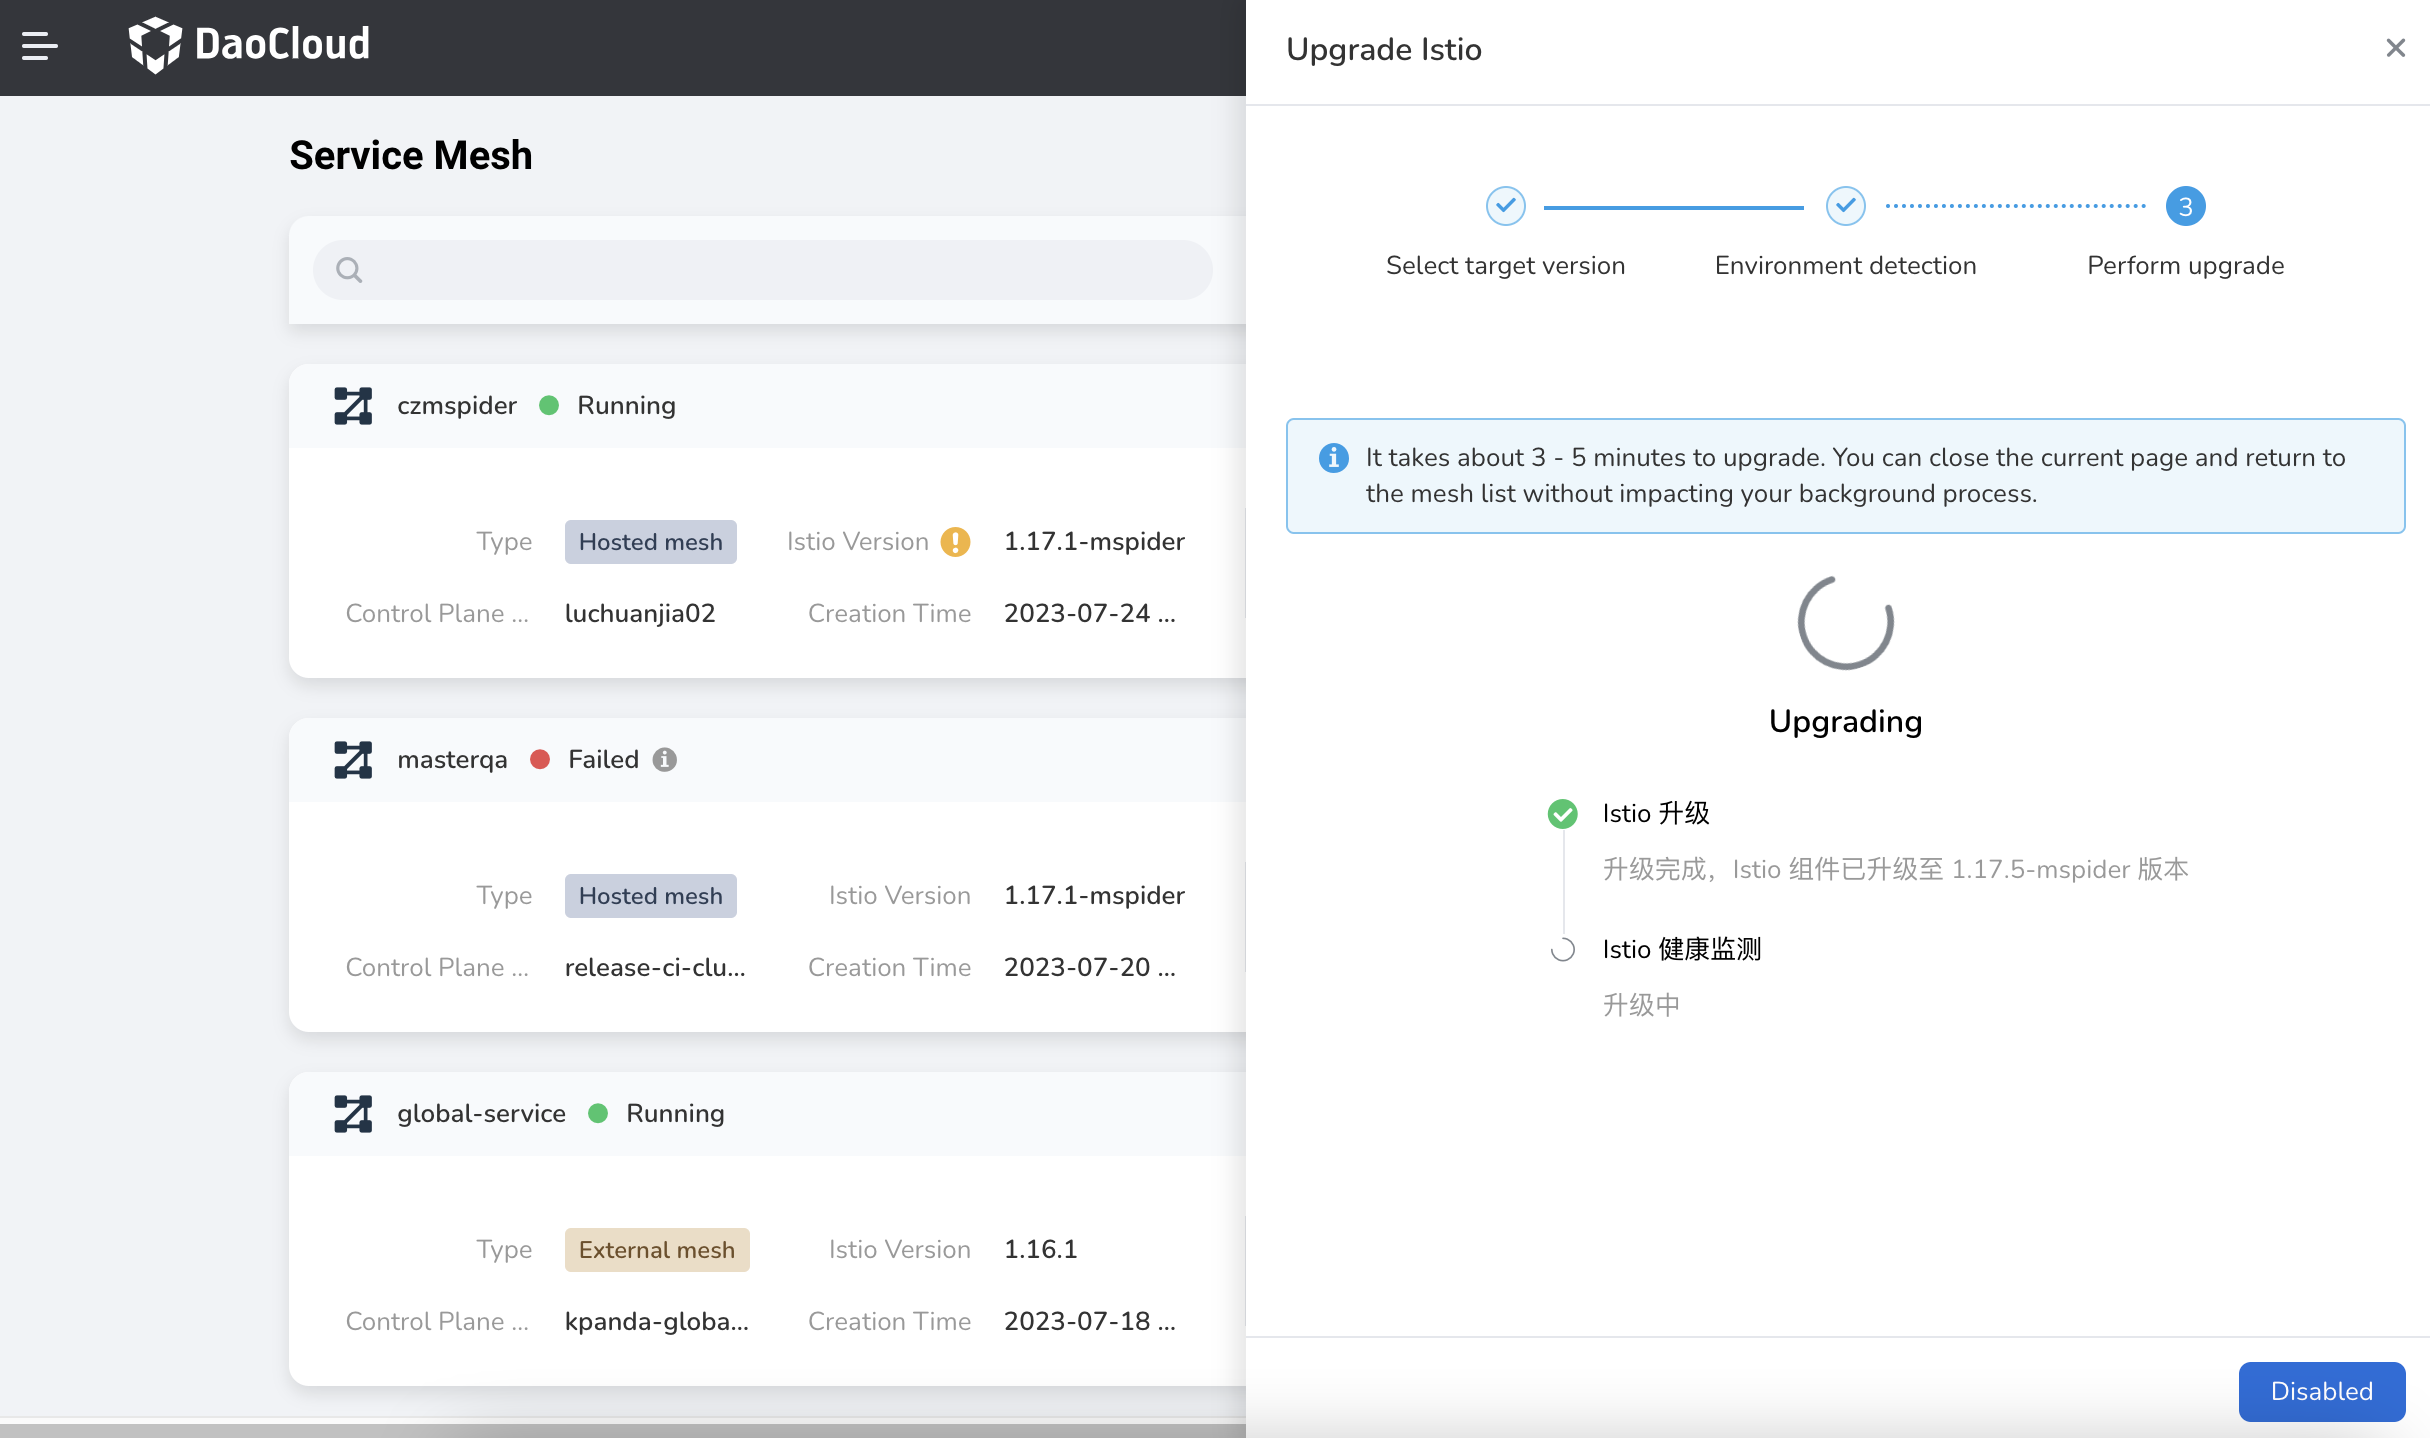 DaoCloud
Service Mesh
czmspider Running
Type Hosted mesh Istio Version 1.17.1-mspider
Control Plane ... luchuanjia02 Creation Time 2023-07-24 ...
masterqa Failed
Type Hosted mesh Istio Version 1.17.1-mspider
Control Plane ... release-ci-clu... Creation Time 2023-07-20 ...
global-service Running
Type External mesh Istio Version 1.16.1
Control Plane ... kpanda-globa... Creation Time 2023-07-18 ...
Upgrade Istio
3
Select target version Environment detection Perform upgrade
It takes about 3 - 5 minutes to upgrade. You can close the current page and return to
the mesh list without impacting your background process.
Upgrading
Istio 升级
升级完成，Istio 组件已升级至 1.17.5-mspider 版本
Istio 健康监测
升级中
Disabled